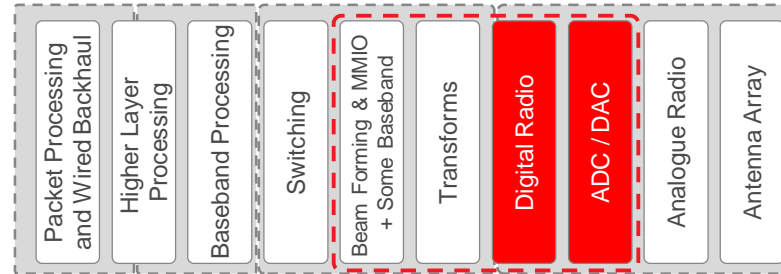 Packet Processing
and Wired Backhaul
Higher Layer
Processing
Baseband Processing
Switching
Beam Forming & MMIO
+ Some Baseband
Transforms
Digital Radio
ADC / DAC
Analogue Radio
Antenna Array